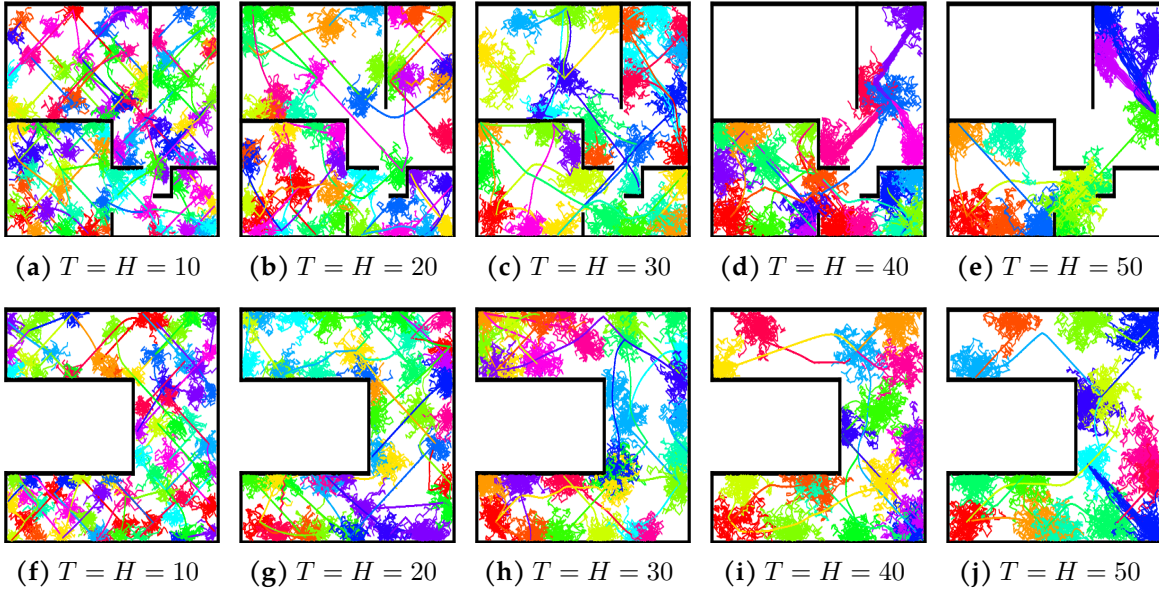 (a) T = H = 10 (b) T = H = 20 (c) T = H = 30 (d) T = H = 40 (e) T = H = 50
(f) T = H = 10 (g) T = H = 20 (h) T = H = 30 (i) T = H = 40 (j) T = H = 50